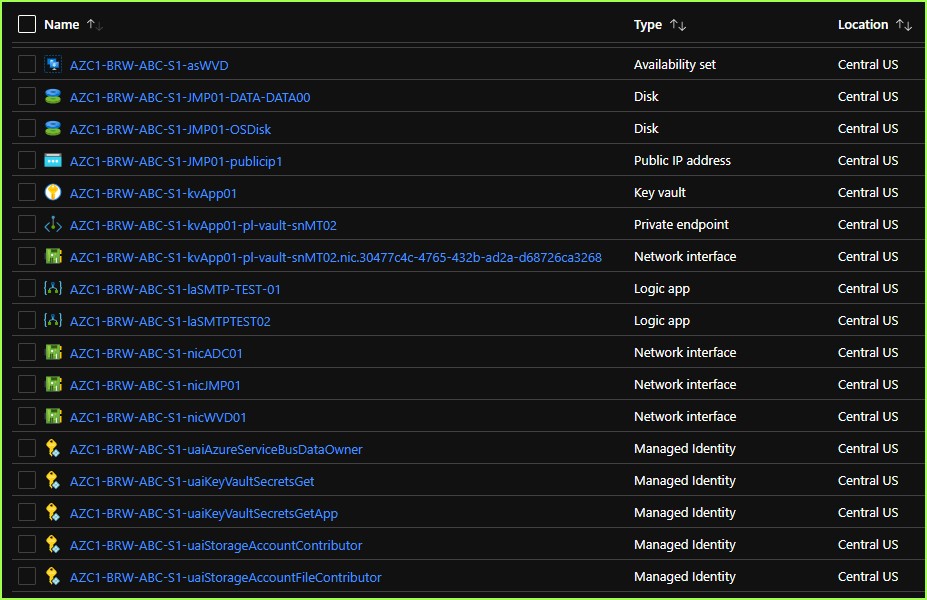 Name Type Location
AZC1-BRW-ABC-S1-asWVD Availability set Central US
AZC1-BRW-ABC-S1-JMP01-DATA-DATA00 Disk Central US
AZC1-BRW-ABC-S1-JMP01-OSDisk Disk Central US
AZC1-BRW-ABC-S1-JMP01-publicip1 Public IP address Central US
AZC1-BRW-ABC-S1-kvApp01 Key vault Central US
AZC1-BRW-ABC-S1-kvApp01-pl-vault-snMT02 Private endpoint Central US
AZC1-BRW-ABC-S1-kvApp01-pl-vault-snMT02.nic.30477c4c-4765-432b-ad2a-d68726ca3268 Network interface Central US
AZC1-BRW-ABC-S1-laSMTP-TEST-01 Logic app Central US
AZC1-BRW-ABC-S1-laSMTPTEST02 Logic app Central US
AZC1-BRW-ABC-S1-nicADC01 Network interface Central US
AZC1-BRW-ABC-S1-nicJMP01 Network interface Central US
AZC1-BRW-ABC-S1-nicWVD01 Network interface Central US
AZC1-BRW-ABC-S1-uaiAzureServiceBusDataOwner Managed Identity Central US
AZC1-BRW-ABC-S1-uaiKeyVaultSecretsGet Managed Identity Central US
AZC1-BRW-ABC-S1-uaiKeyVaultSecretsGetApp Managed Identity Central US
AZC1-BRW-ABC-S1-uaiStorageAccountContributor Managed Identity Central US
AZC1-BRW-ABC-S1-uaiStorageAccountFileContributor Managed Identity Central US